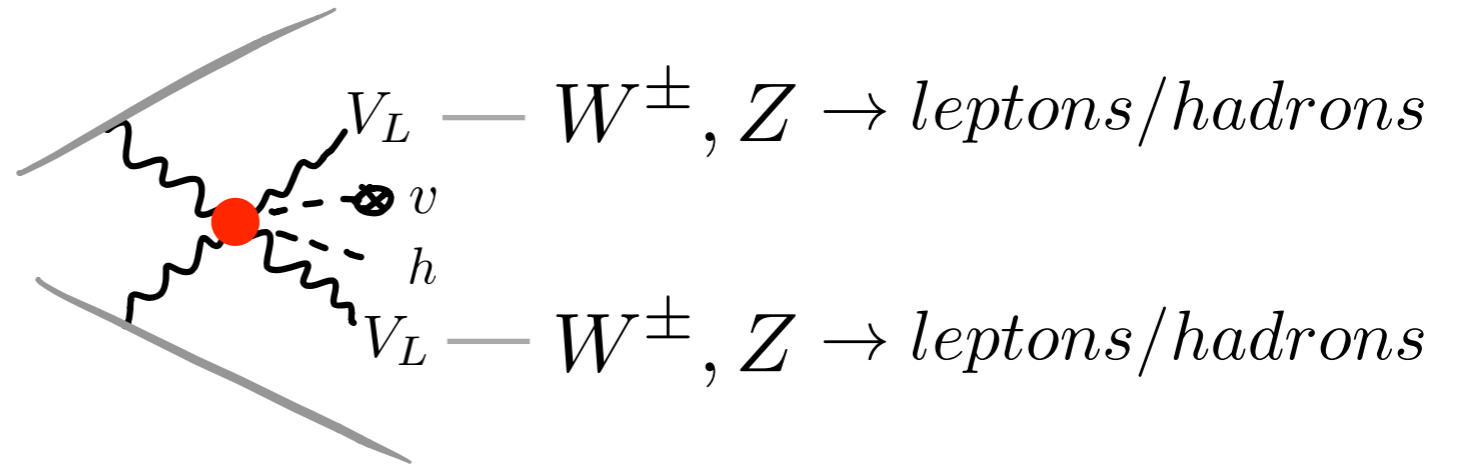 V_L — W^±, Z → leptons/hadrons
v
h
V_L — W^±, Z → leptons/hadrons